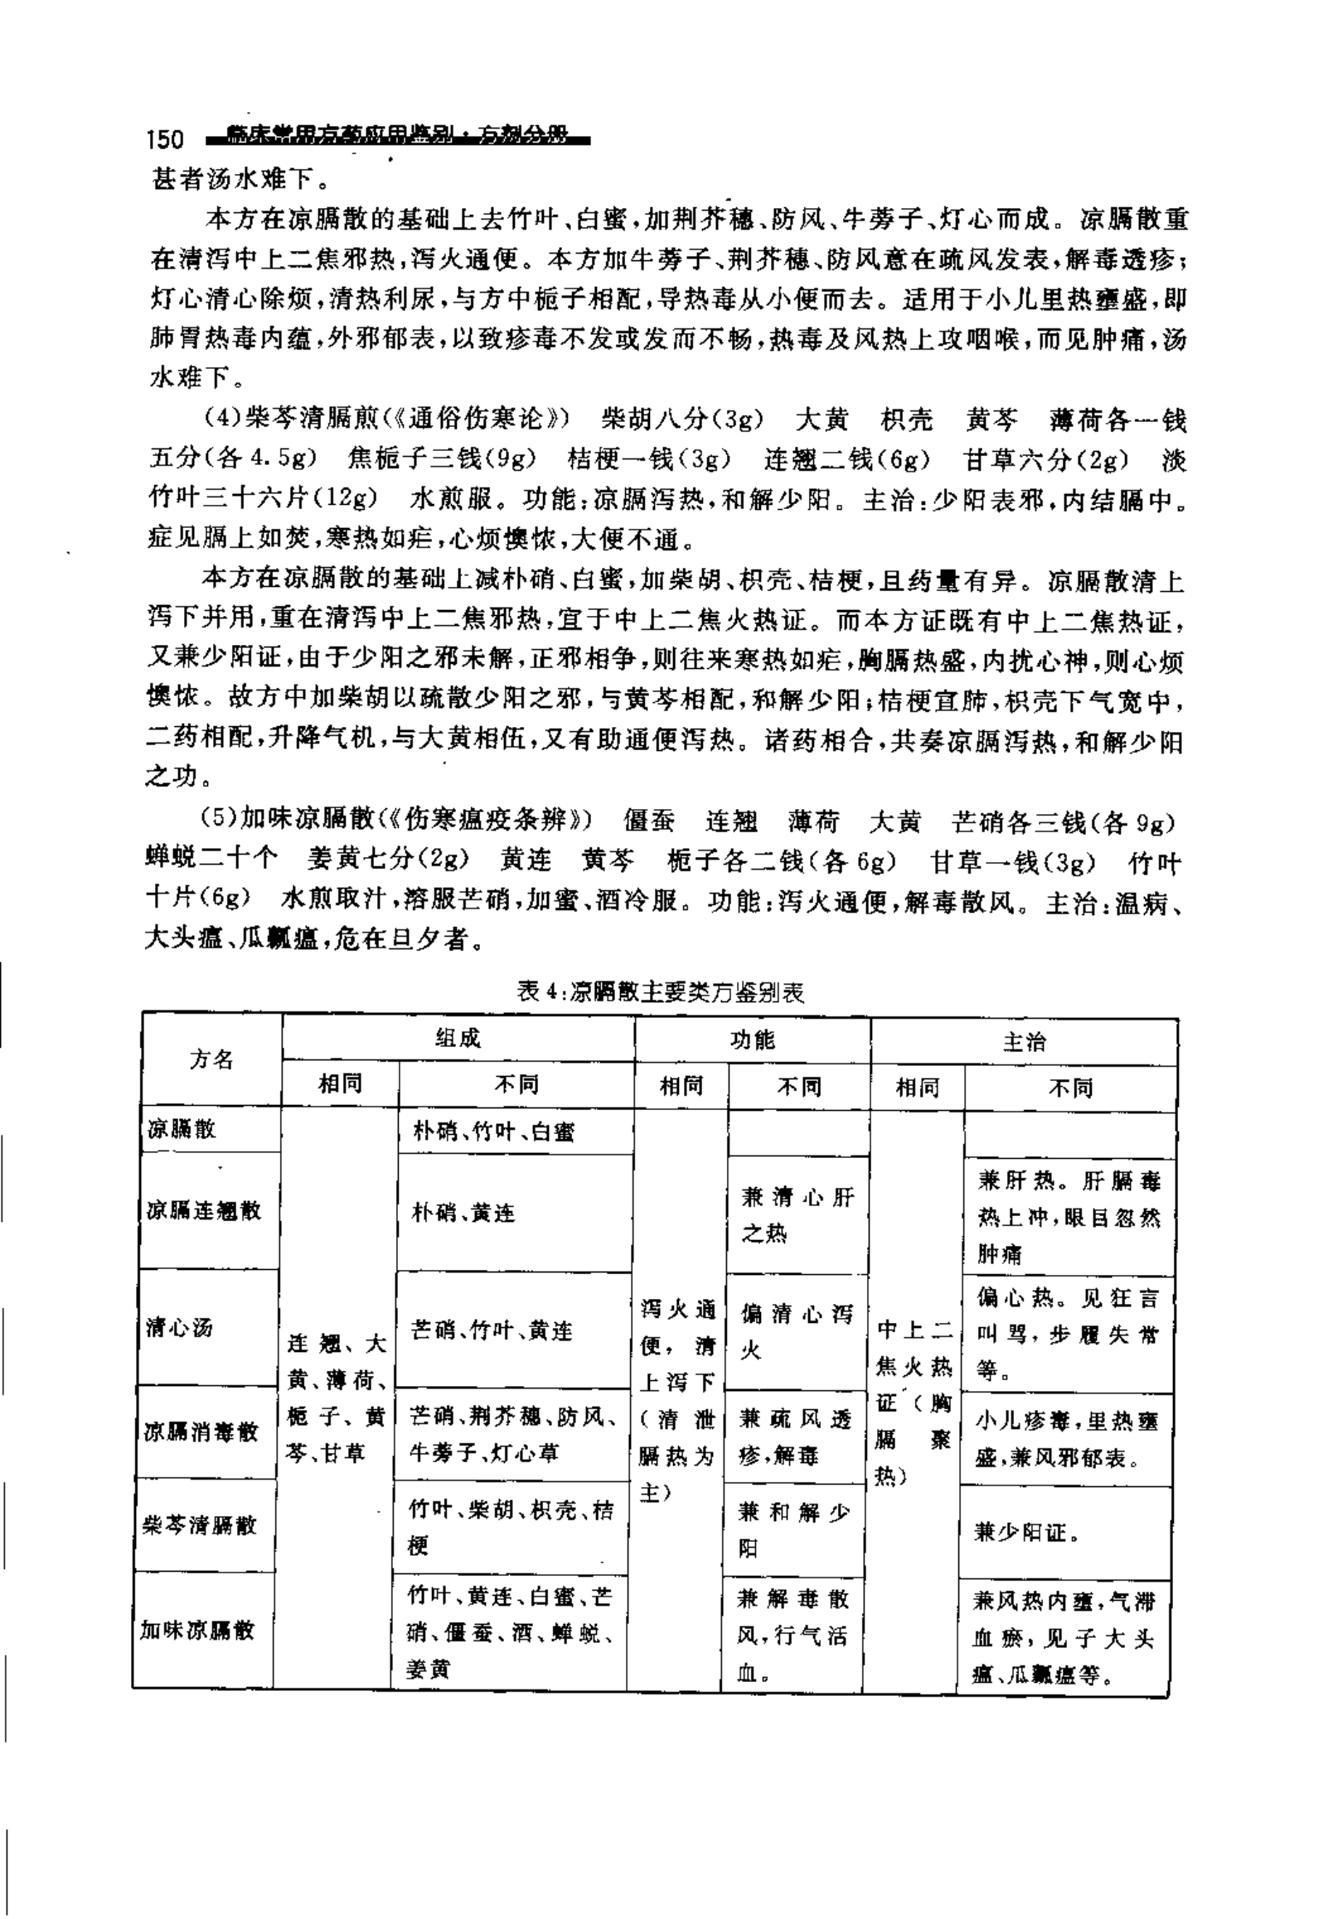 150 临床常用方药应用鉴别·方剂分册
甚者汤水难下。
本方在凉膈散的基础上去竹叶、白蜜,加荆芥穗、防风、牛蒡子、灯心而成。凉膈散重
在清泻中上二焦邪热,泻火通便。本方加牛蒡子、荆芥穗、防风意在疏风发表,解毒透疹;
灯心清心除烦,清热利尿,与方中栀子相配,导热毒从小便而去。适用于小儿里热壅盛,即
肺胃热毒内蕴,外邪郁表,以致疹毒不发或发而不畅,热毒及风热上攻咽喉,而见肿痛,汤
水难下。
(4)柴芩清膈煎(《通俗伤寒论》) 柴胡八分(3g) 大黄 枳壳 黄芩 薄荷各一钱
五分(各4.5g) 焦栀子三钱(9g) 桔梗一钱(3g) 连翘二钱(6g) 甘草六分(2g) 淡
竹叶三十六片(12g) 水煎服。功能:凉膈泻热,和解少阳。主治:少阳表邪,内结膈中。
症见膈上如焚,寒热如疟,心烦懊侬,大便不通。
本方在凉膈散的基础上减朴硝、白蜜,加柴胡、枳壳、桔梗,且药量有异。凉膈散清上
泻下并用,重在清泻中上二焦邪热,宜于中上二焦火热证。而本方证既有中上二焦热证,
又兼少阳证,由于少阳之邪未解,正邪相争,则往来寒热如疟,胸膈热盛,内扰心神,则心烦
懊侬。故方中加柴胡以疏散少阳之邪,与黄芩相配,和解少阳;桔梗宣肺,枳壳下气宽中,
二药相配,升降气机,与大黄相伍,又有助通便泻热。诸药相合,共奏凉膈泻热,和解少阳
之功。
(5)加味凉膈散(《伤寒瘟疫条辨》) 僵蚕 连翘 薄荷 大黄 芒硝各三钱(各9g)
蝉蜕二十个 姜黄七分(2g) 黄连 黄芩 栀子各二钱(各6g) 甘草一钱(3g) 竹叶
十片(6g) 水煎取汁,溶服芒硝,加蜜、酒冷服。功能:泻火通便,解毒散风。主治:温病、
大头瘟、瓜瓤瘟,危在旦夕者。
表4:凉膈散主要类方鉴别表
方名 组成 功能 主治
相同 不同 相同 不同 相同 不同
凉膈散
朴硝、竹叶、白蜜
凉膈连翘散
朴硝、黄连
兼清心肝
之热
兼肝热。肝膈毒
热上冲,眼目忽然
肿痛
清心汤
芒硝、竹叶、黄连
偏清心泻
火
偏心热。见狂言
叫骂,步履失常
等。
连翘、大
黄、薄荷、
栀子、黄
芩、甘草
泻火通
便,清
上泻下
(清泄
膈热为
主)
中上二
焦火热
证(胸
膈聚
热)
凉膈消毒散
芒硝、荆芥穗、防风、
牛蒡子、灯心草
兼疏风透
疹,解毒
小儿疹毒,里热壅
盛,兼风邪郁表。
柴芩清膈散
竹叶、柴胡、枳壳、桔
梗
兼和解少
阳
兼少阳证。
加味凉膈散
竹叶、黄连、白蜜、芒
硝、僵蚕、酒、蝉蜕、
姜黄
兼解毒散
风,行气活
血。
兼风热内壅,气滞
血瘀,见于大头
瘟、瓜瓤瘟等。